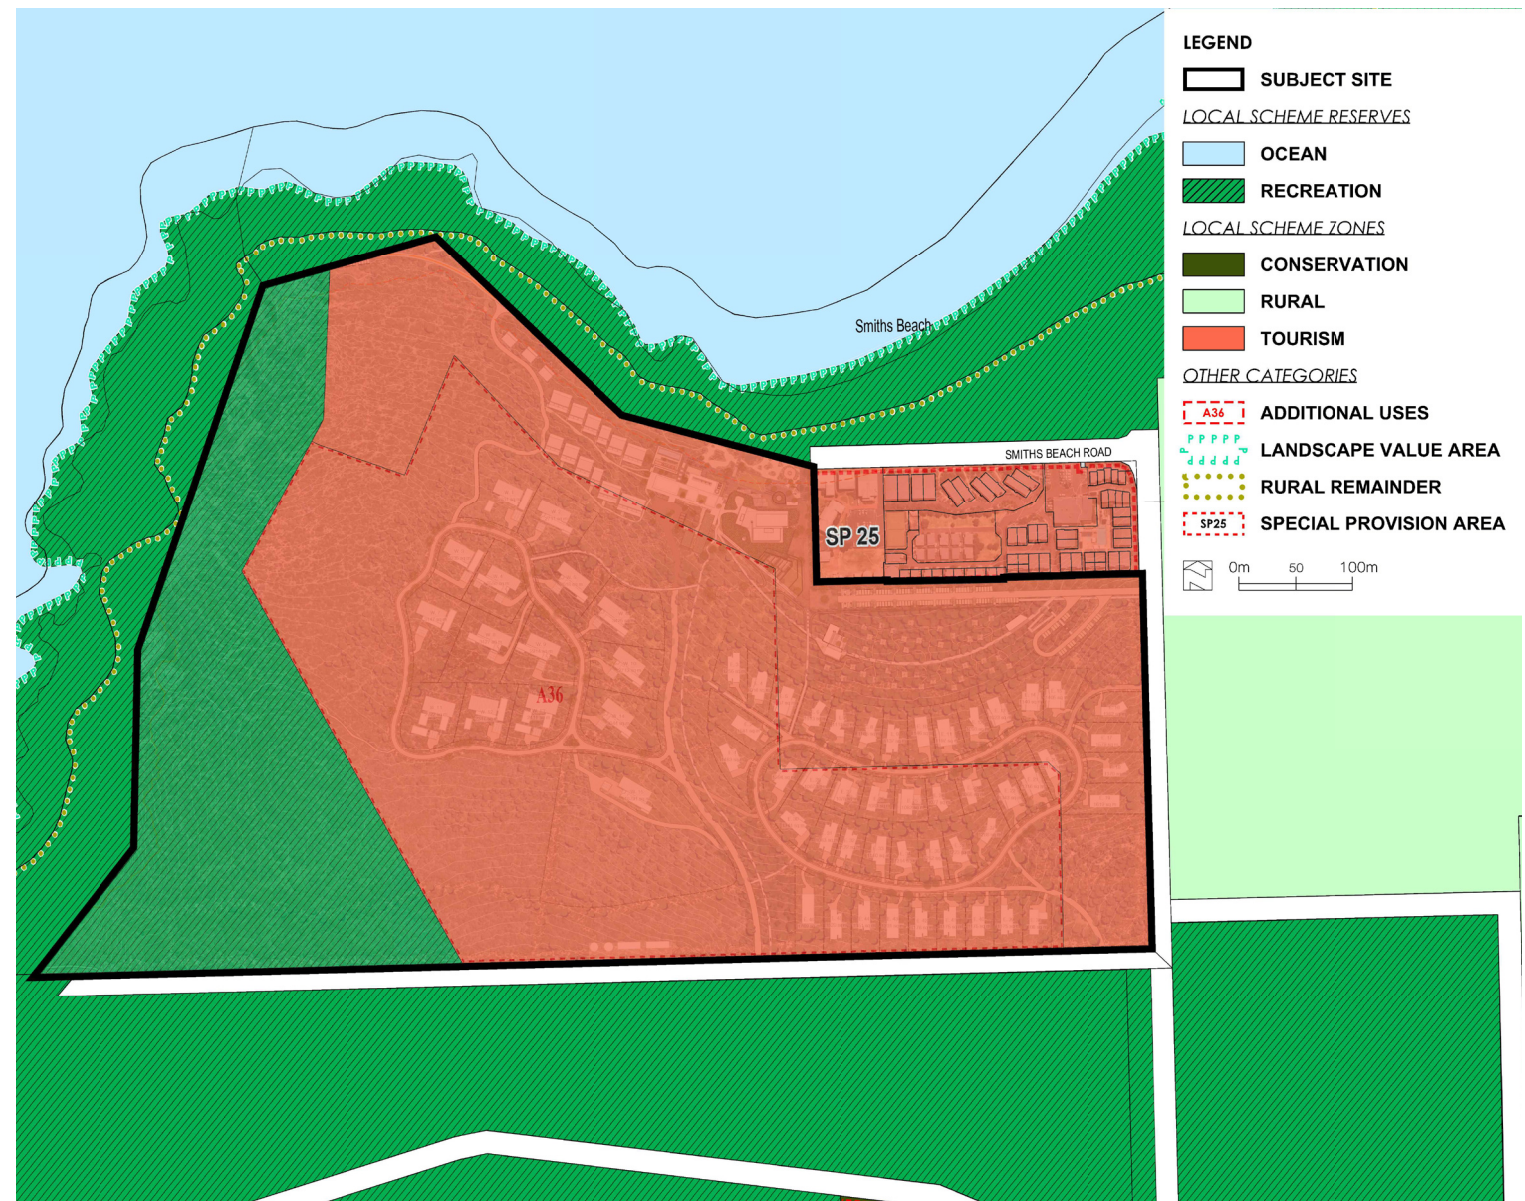 LEGEND
SUBJECT SITE
LOCAL SCHEME RESERVES
OCEAN
RECREATION
LOCAL SCHEME ZONES
CONSERVATION
RURAL
TOURISM
OTHER CATEGORIES
A36 ADDITIONAL USES
P P P P P LANDSCAPE VALUE AREA
RURAL REMAINDER
SP25 SPECIAL PROVISION AREA
N 0m 50 100m
Smiths Beach
SMITHS BEACH ROAD
SP 25
A36